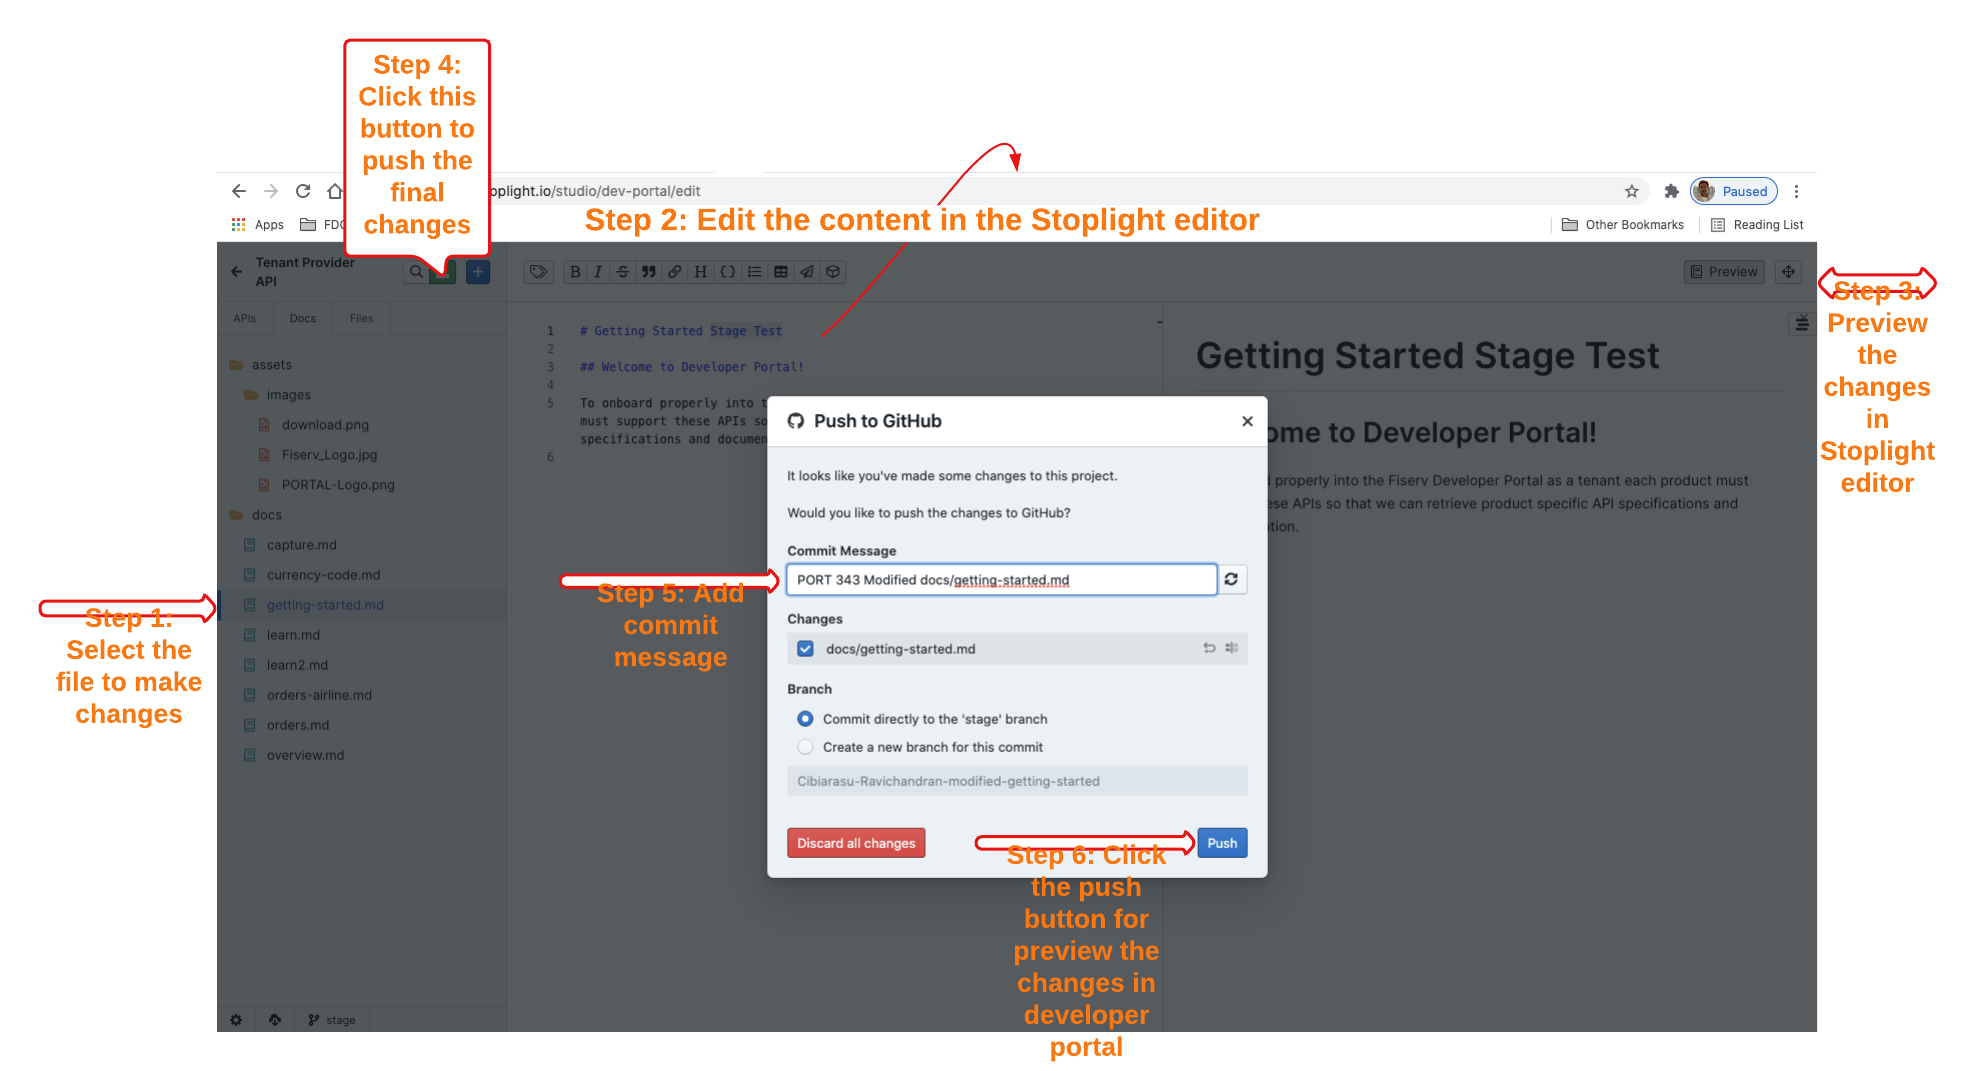 Step 4:
Click this
button to
push the
final
changes
oplight.io/studio/dev-portal/edit
Paused
Apps
FDC
Step 2: Edit the content in the Stoplight editor
Other Bookmarks
Reading List
Tenant Provider
API
B I S H {}
Preview
APIs Docs Files
assets
images
download.png
Fiserv_Logo.jpg
PORTAL-Logo.png
docs
capture.md
currency-code.md
getting-started.md
learn.md
learn2.md
orders-airline.md
orders.md
overview.md
stage
Step 1:
Select the
file to make
changes
1 # Getting Started Stage Test
2
3 ## Welcome to Developer Portal!
4
5 To onboard properly into t
must support these APIs so
specifications and documen
6
Getting Started Stage Test
ome to Developer Portal!
d properly into the Fiserv Developer Portal as a tenant each product must
ese APIs so that we can retrieve product specific API specifications and
tion.
Step 3:
Preview
the
changes
in
Stoplight
editor
Push to GitHub
It looks like you've made some changes to this project.
Would you like to push the changes to GitHub?
Commit Message
PORT 343 Modified docs/getting-started.md
Step 5: Add
commit
message
Changes
docs/getting-started.md
Branch
Commit directly to the 'stage' branch
Create a new branch for this commit
Cibiarasu-Ravichandran-modified-getting-started
Discard all changes
Push
Step 6: Click
the push
button for
preview the
changes in
developer
portal